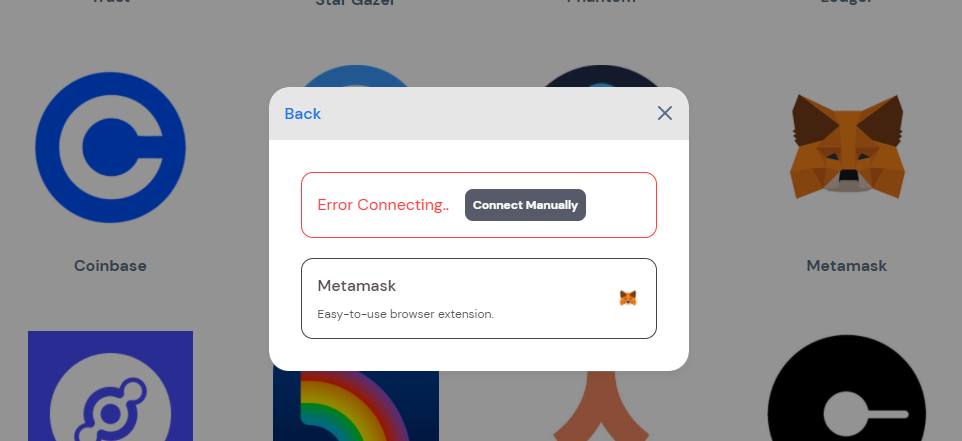 Trust
Star Gazer
Phantom
Ledger
Back
Error Connecting..
Connect Manually
Metamask
Easy-to-use browser extension.
Coinbase
Metamask